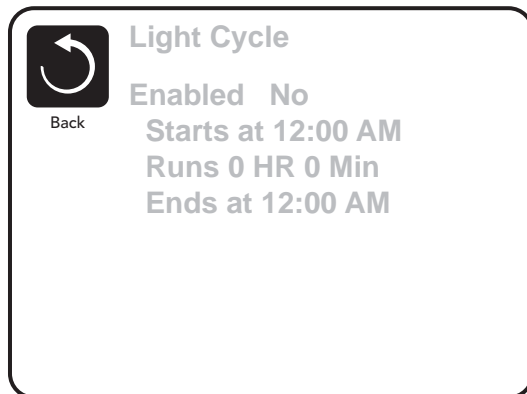 Light Cycle
Enabled No
Starts at 12:00 AM
Runs 0 HR 0 Min
Ends at 12:00 AM
Back